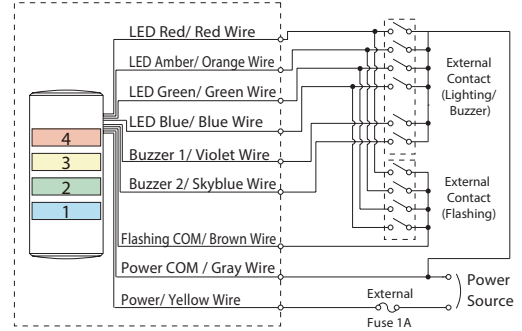 LED Red/ Red Wire
LED Amber/ Orange Wire
LED Green/ Green Wire
LED Blue/ Blue Wire
Buzzer 1/ Violet Wire
Buzzer 2/ Skyblue Wire
Flashing COM/ Brown Wire
Power COM / Gray Wire
Power/ Yellow Wire
4
3
2
1
External
Contact
(Lighting/
Buzzer)
External
Contact
(Flashing)
Power
Source
External
Fuse 1A